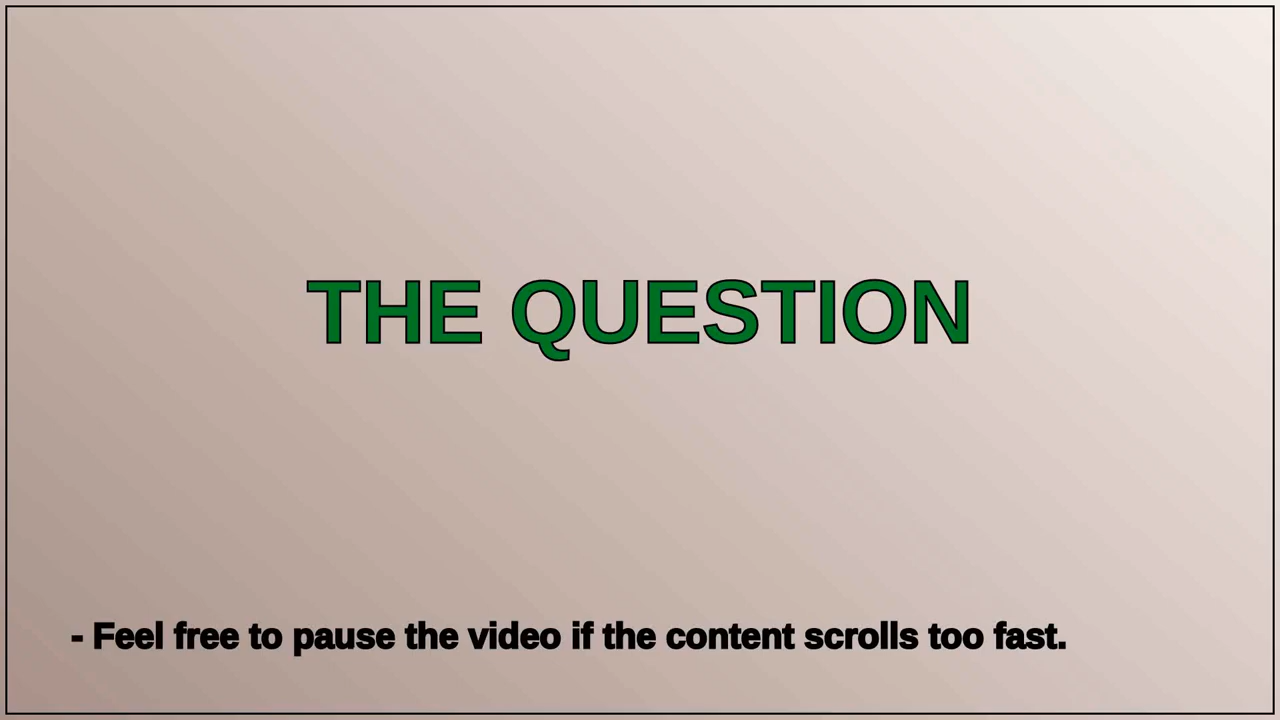 THE QUESTION
- Feel free to pause the video if the content scrolls too fast.